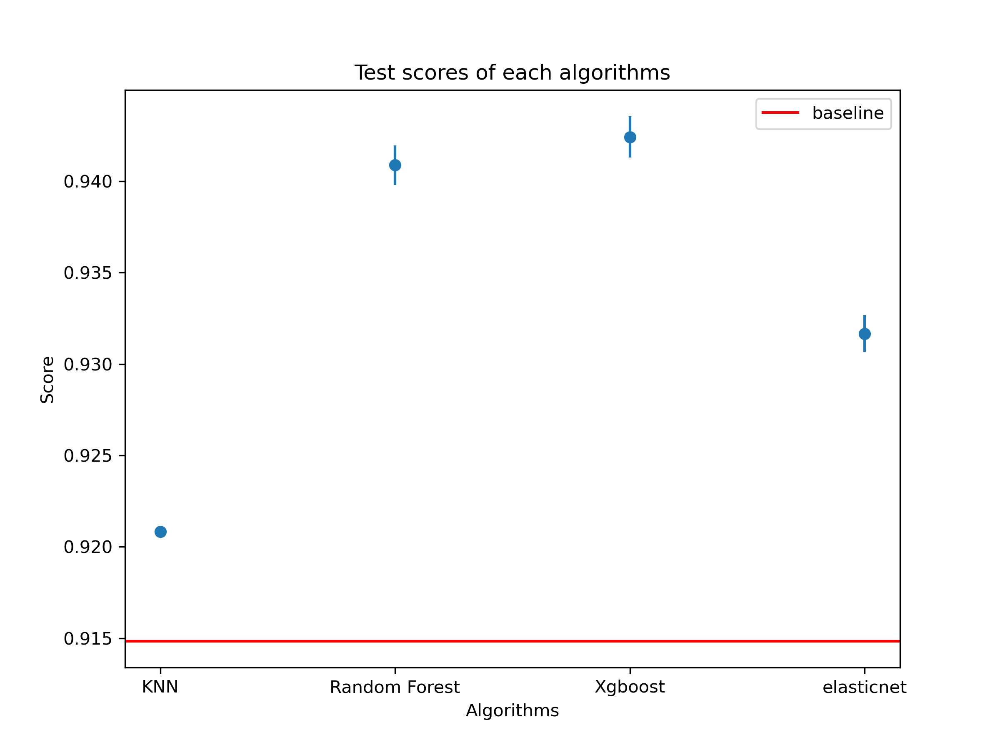 Test scores of each algorithms
baseline
0.940
0.935
0.930
0.925
0.920
0.915
Score
KNN
Random Forest
Xgboost
elasticnet
Algorithms